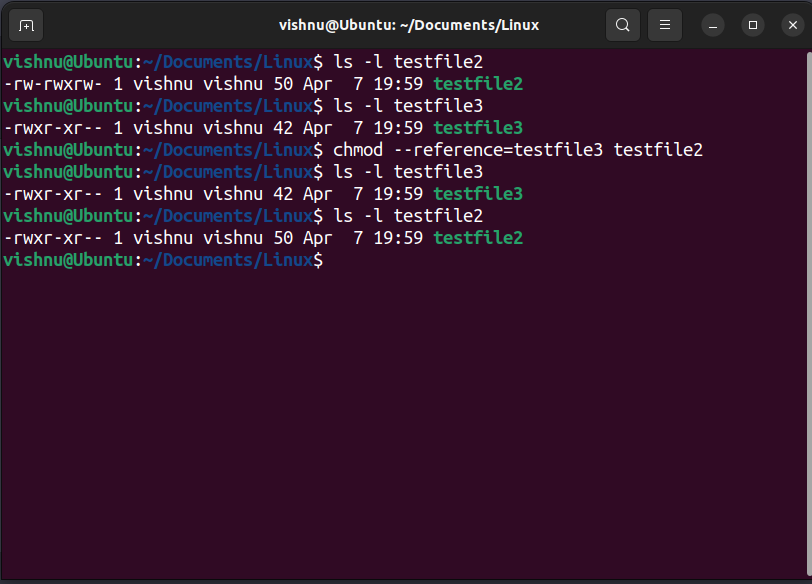 vishnu@Ubuntu: ~/Documents/Linux
vishnu@Ubuntu:~/Documents/Linux$ ls -l testfile2
-rw-rwxrw- 1 vishnu vishnu 50 Apr  7 19:59 testfile2
vishnu@Ubuntu:~/Documents/Linux$ ls -l testfile3
-rwxr-xr-- 1 vishnu vishnu 42 Apr  7 19:59 testfile3
vishnu@Ubuntu:~/Documents/Linux$ chmod --reference=testfile3 testfile2
vishnu@Ubuntu:~/Documents/Linux$ ls -l testfile3
-rwxr-xr-- 1 vishnu vishnu 42 Apr  7 19:59 testfile3
vishnu@Ubuntu:~/Documents/Linux$ ls -l testfile2
-rwxr-xr-- 1 vishnu vishnu 50 Apr  7 19:59 testfile2
vishnu@Ubuntu:~/Documents/Linux$